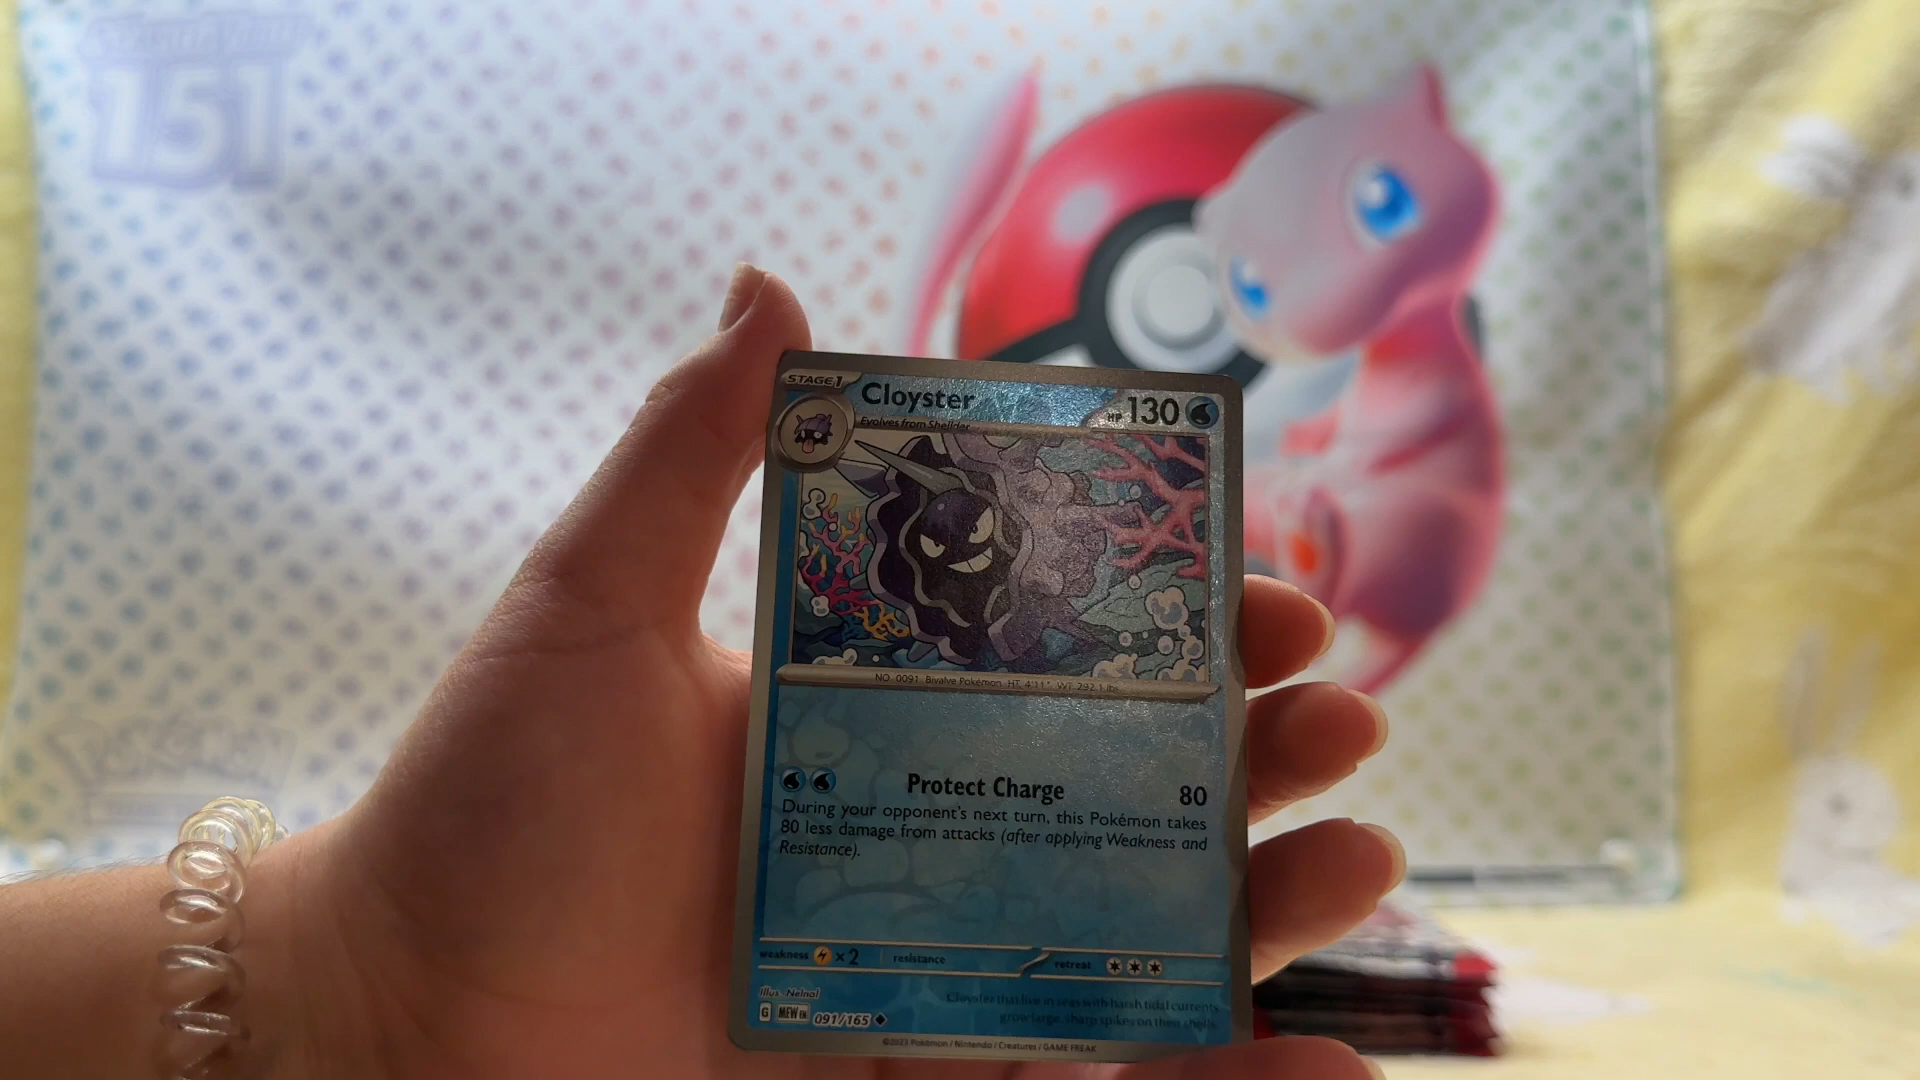 151
Pokémon
STAGE 1
Cloyster
HP 130
Evolves from Shellder
NO. 0091 Bivalve Pokémon HT: 4'11" WT: 292.1 lbs.
Protect Charge 80
During your opponent's next turn, this Pokémon takes
80 less damage from attacks (after applying Weakness and
Resistance).
weakness ×2 resistance retreat
Illus. Nelnal
G MEW EN 091/165
Cloyster that live in seas with harsh tidal currents
grow large, sharp spikes on their shells.
©2023 Pokémon / Nintendo / Creatures / GAME FREAK